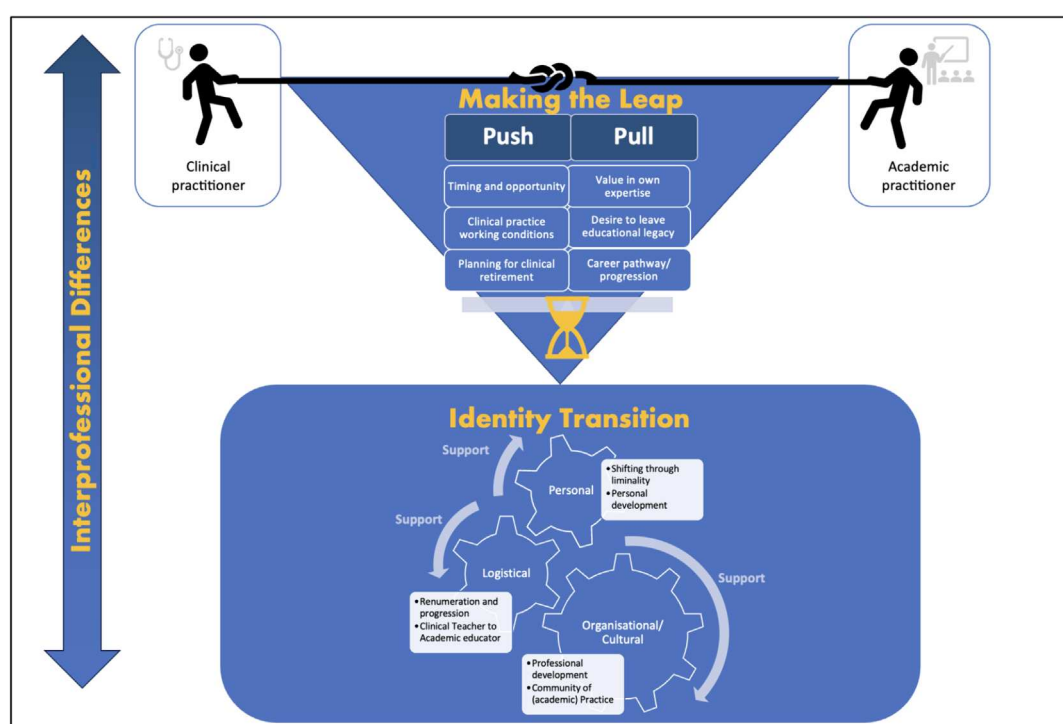 Interprofessional Differences
Clinical
practitioner
Making the Leap
Push
Pull
Timing and opportunity
Value in own
expertise
Clinical practice
working conditions
Desire to leave
educational legacy
Planning for clinical
retirement
Career pathway/
progression
Academic
practitioner
Identity Transition
Support
Personal
•Shifting through
liminality
•Personal
development
Support
Logistical
•Renumeration and
progression
•Clinical Teacher to
Academic educator
Support
Organisational/
Cultural
•Professional
development
•Community of
(academic) Practice